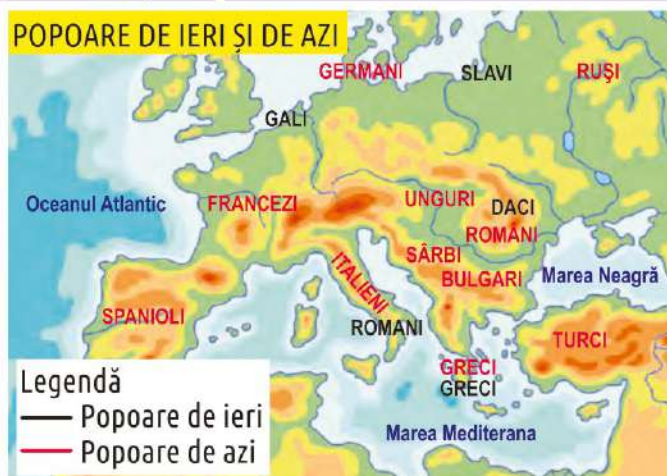 POPOARE DE IERI ȘI DE AZI
GERMANI
SLAVI
RUȘI
GALI
Oceanul Atlantic
FRANCEZI
UNGURI
DACI
ROMÂNI
SÂRBI
BULGARI
Marea Neagră
ITALIENI
SPANIOLI
ROMANI
TURCI
GRECI
GRECI
Marea Mediterana
Legendă
Popoare de ieri
Popoare de azi